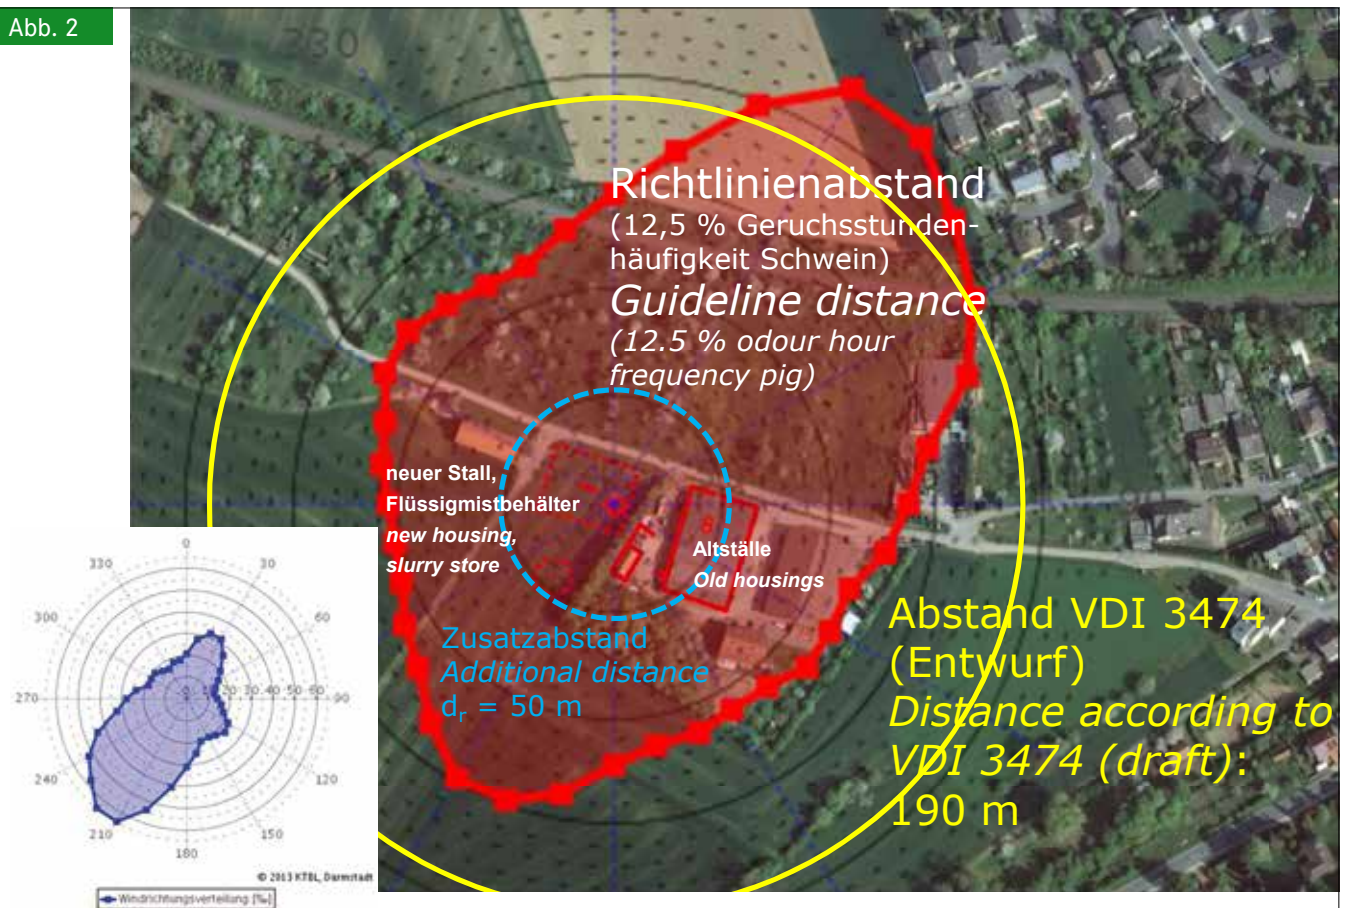 Abb. 2
330
Richtlinienabstand
(12,5 % Geruchsstunden-
häufigkeit Schwein)
Guideline distance
(12.5 % odour hour
frequency pig)
neuer Stall,
Flüssigmistbehälter
new housing,
slurry store
Altställe
Old housings
Zusatzabstand
Additional distance
dᵣ = 50 m
Abstand VDI 3474
(Entwurf)
Distance according to
VDI 3474 (draft):
190 m
0
330
30
300
60
270
0 10 20 30 40 50 60
90
240
120
210
150
180
© 2013 KTBL, Darmstadt
Windrichtungsverteilung [‰]